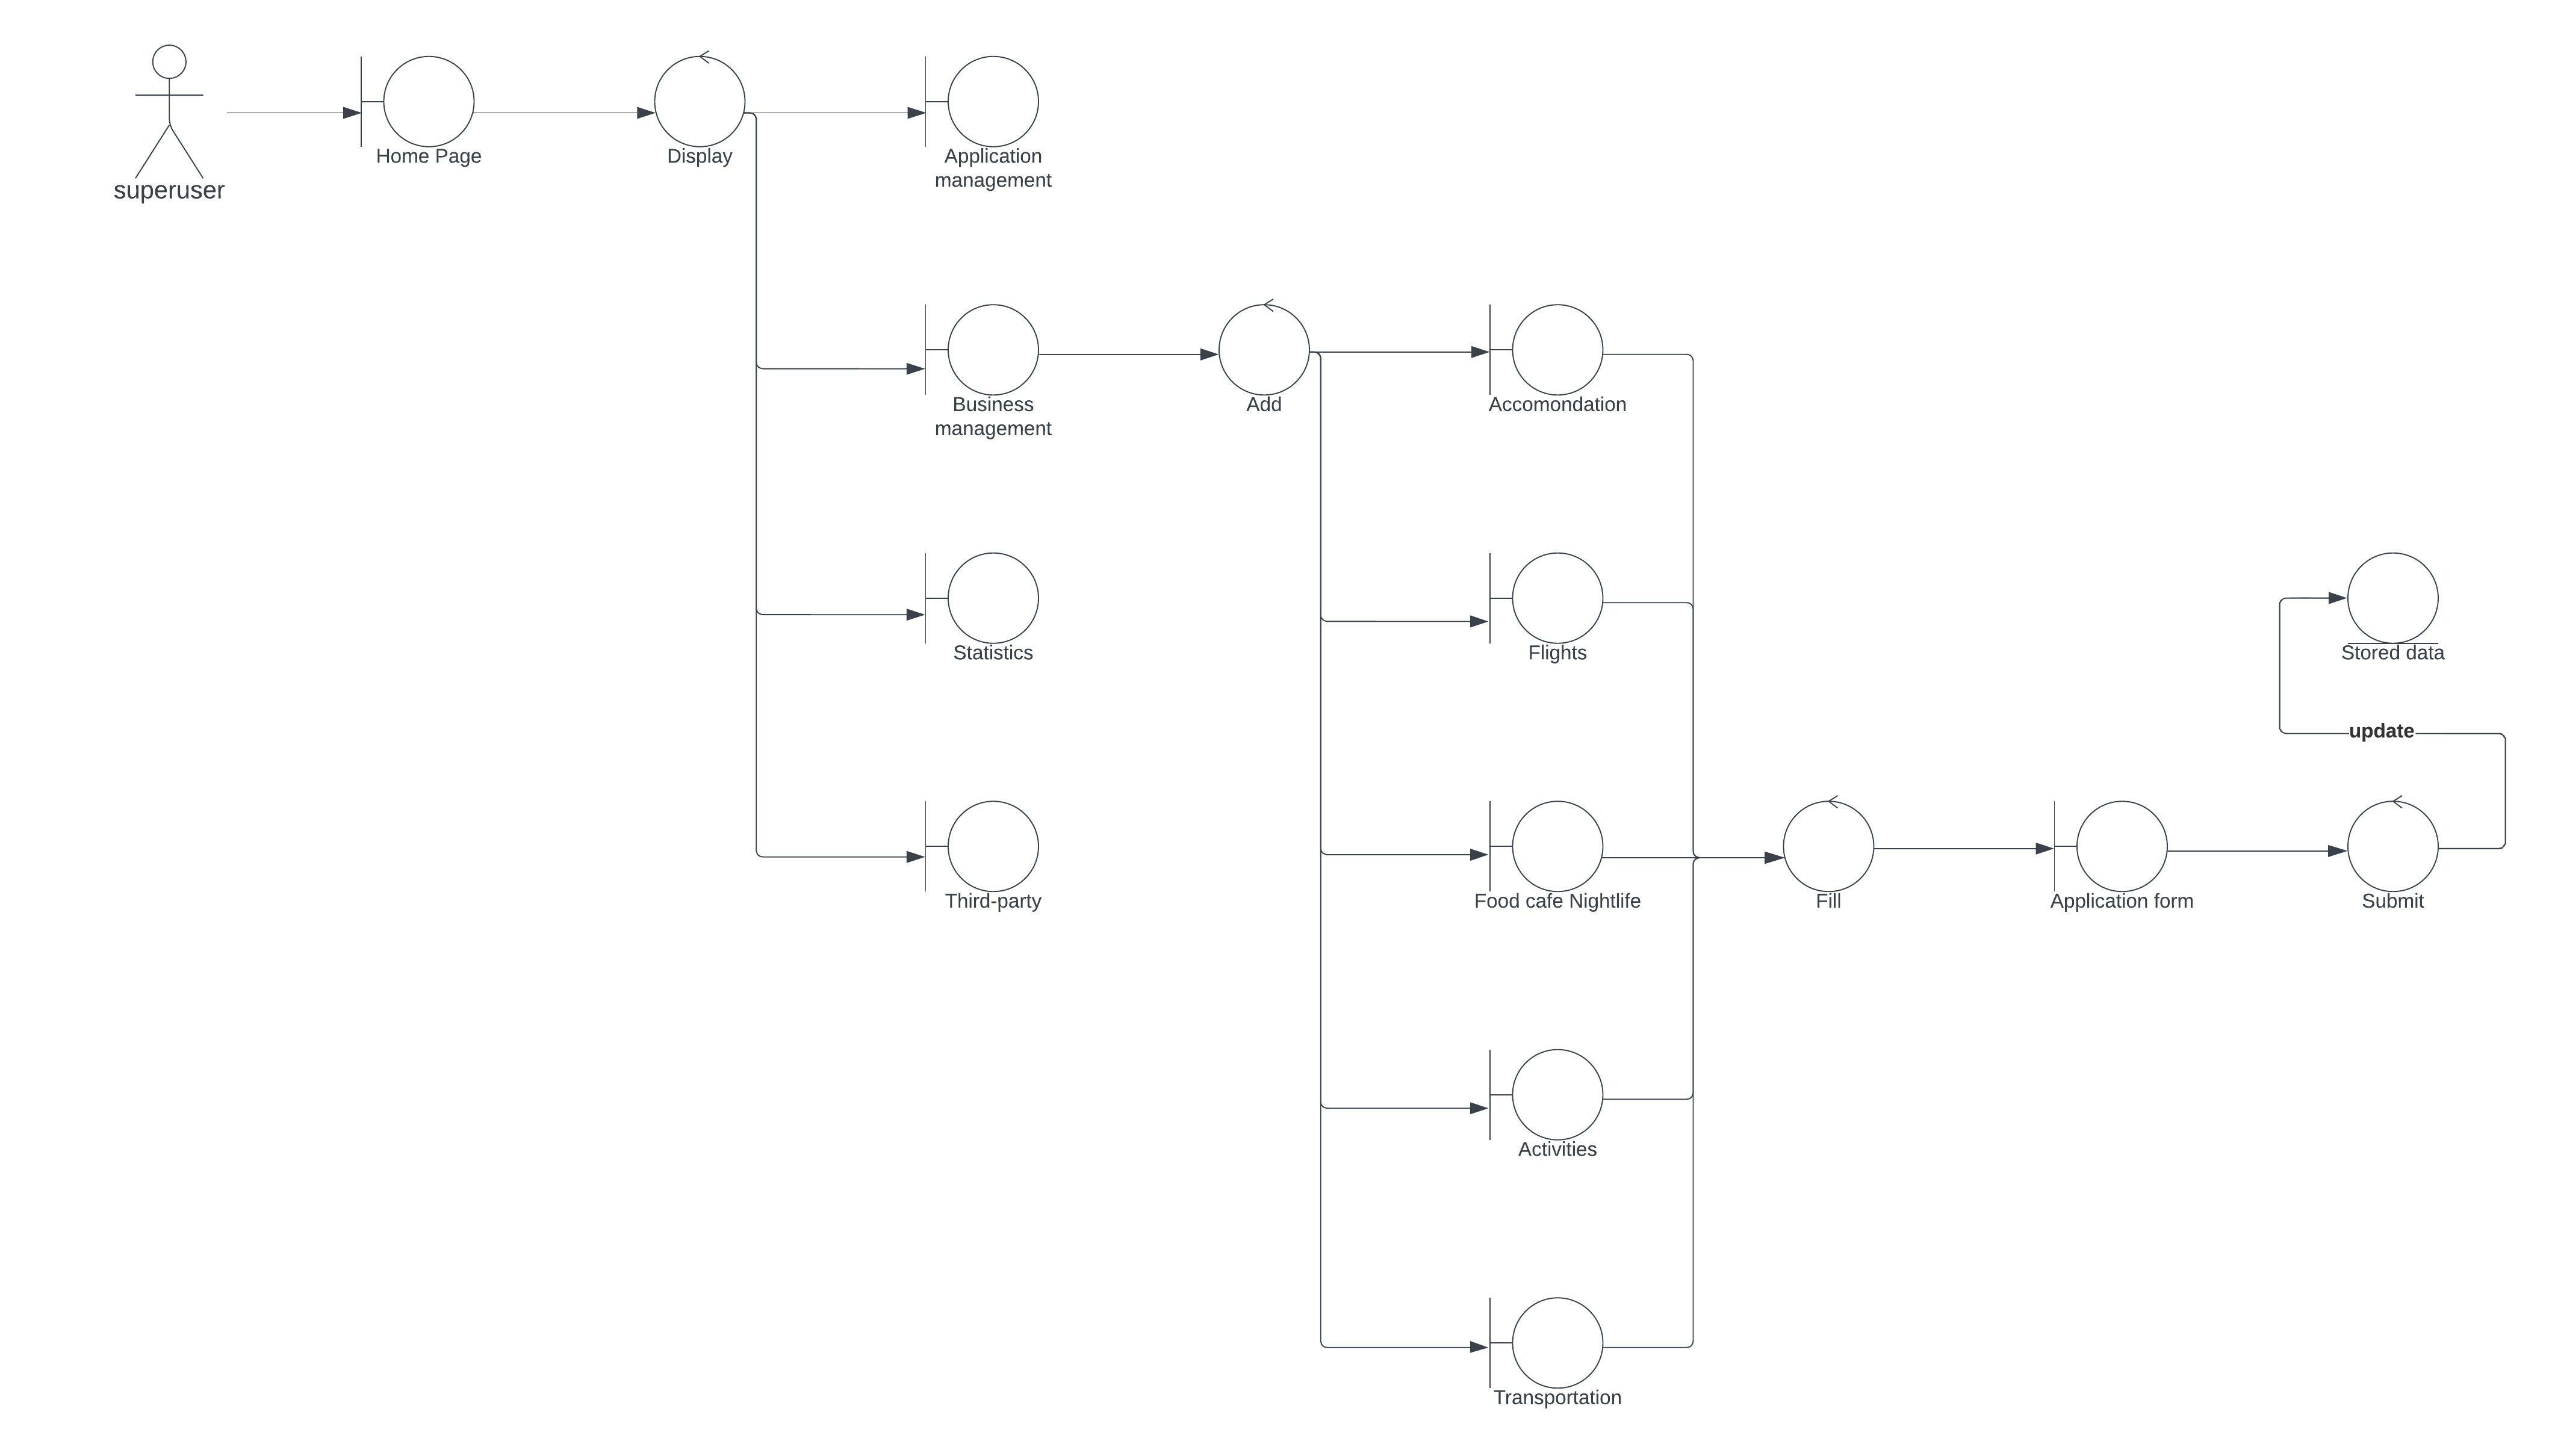 superuser
Home Page
Display
Application
management
Business
management
Add
Accomondation
Statistics
Flights
Stored data
update
Third-party
Food cafe Nightlife
Fill
Application form
Submit
Activities
Transportation